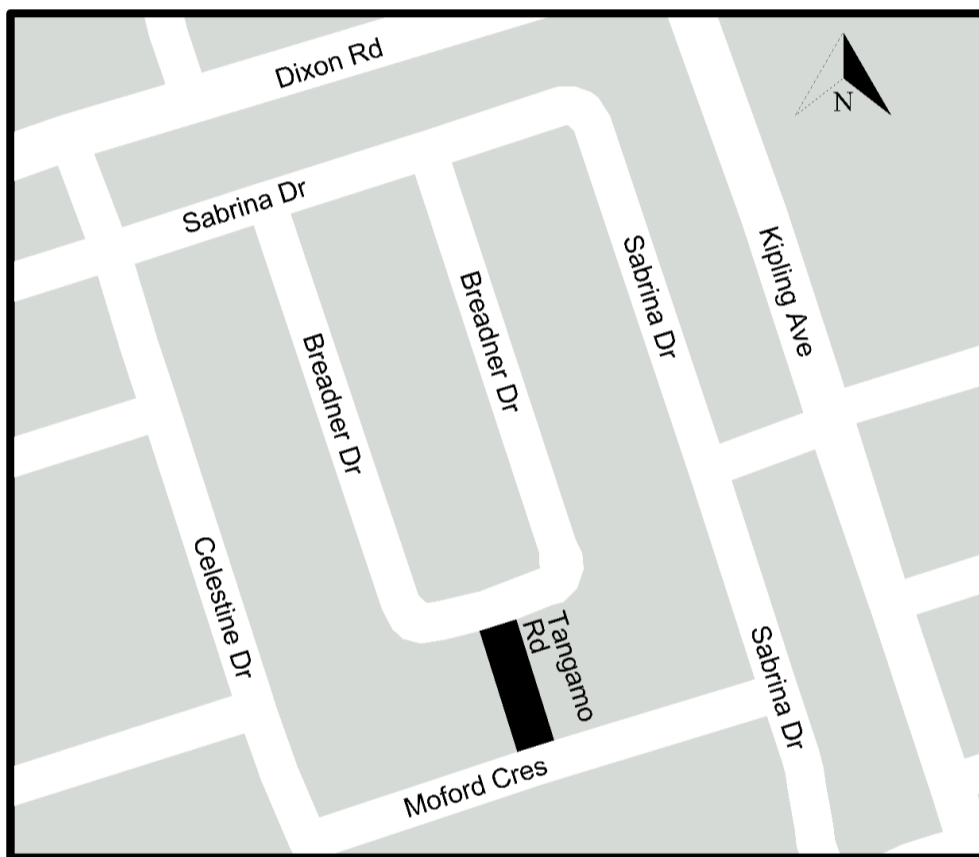 Dixon Rd
N
Sabrina Dr
Sabrina Dr
Kipling Ave
Breadner Dr
Breadner Dr
Celestine Dr
Tangamo
Rd
Sabrina Dr
Moford Cres